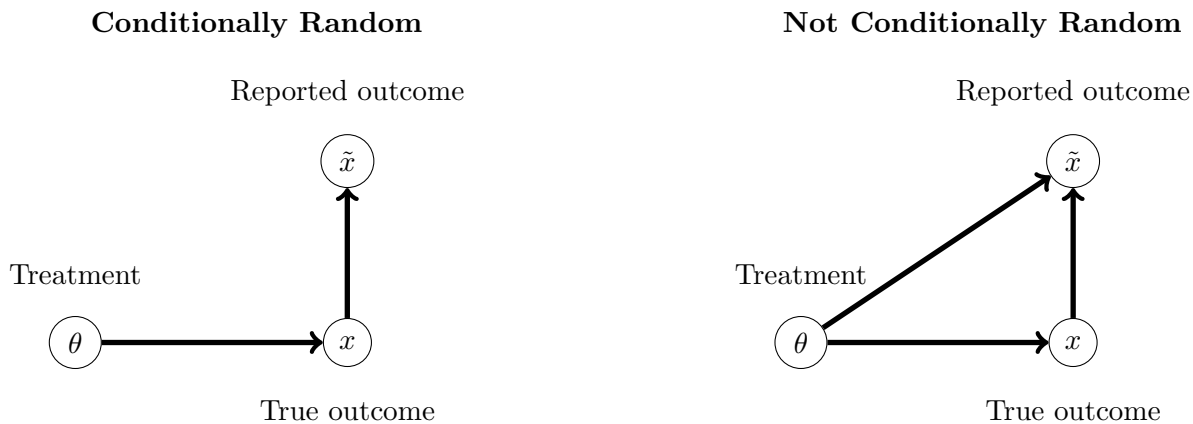 Conditionally Random
Reported outcome
x̃
Treatment
θ
x
True outcome
Not Conditionally Random
Reported outcome
x̃
Treatment
θ
x
True outcome